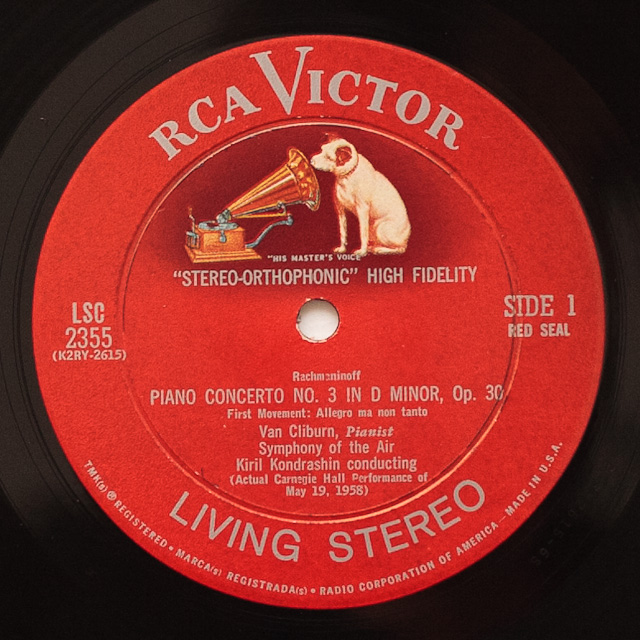 RCA VICTOR
"HIS MASTER'S VOICE"
"STEREO-ORTHOPHONIC" HIGH FIDELITY
LSC
2355
(K2RY-2615)
SIDE 1
RED SEAL
Rachmaninoff
PIANO CONCERTO NO. 3 IN D MINOR, Op. 30
First Movement: Allegro ma non tanto
Van Cliburn, Pianist
Symphony of the Air
Kiril Kondrashin conducting
(Actual Carnegie Hall Performance of
May 19, 1958)
LIVING STEREO
TMK(s) ® REGISTERED • MARCA(s) REGISTRADA(s) • RADIO CORPORATION OF AMERICA – MADE IN U.S.A.